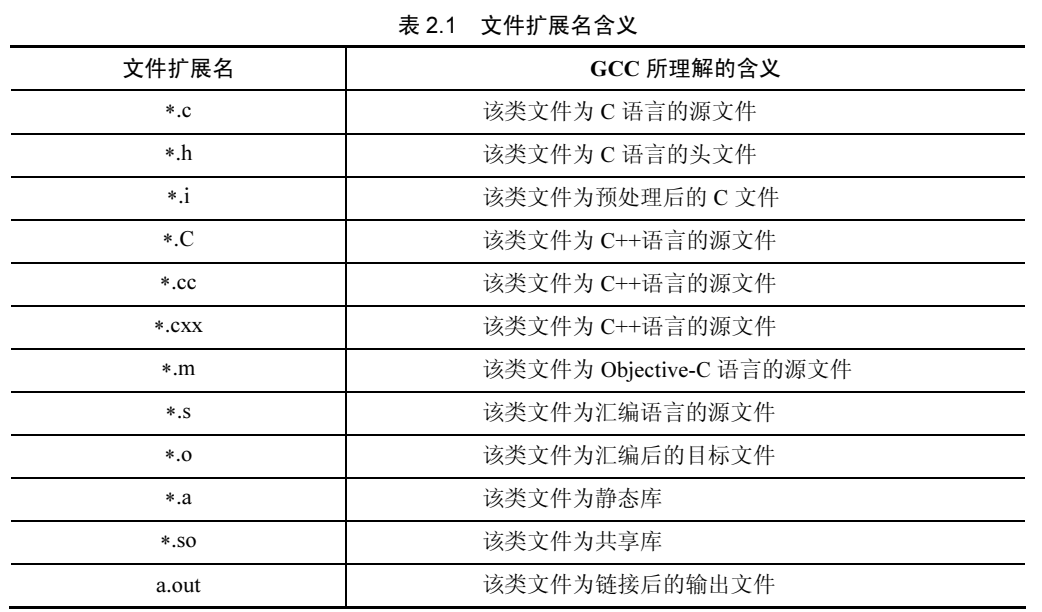 表 2.1 文件扩展名含义
文件扩展名 GCC 所理解的含义
*.c 该类文件为 C 语言的源文件
*.h 该类文件为 C 语言的头文件
*.i 该类文件为预处理后的 C 文件
*.C 该类文件为 C++语言的源文件
*.cc 该类文件为 C++语言的源文件
*.cxx 该类文件为 C++语言的源文件
*.m 该类文件为 Objective-C 语言的源文件
*.s 该类文件为汇编语言的源文件
*.o 该类文件为汇编后的目标文件
*.a 该类文件为静态库
*.so 该类文件为共享库
a.out 该类文件为链接后的输出文件